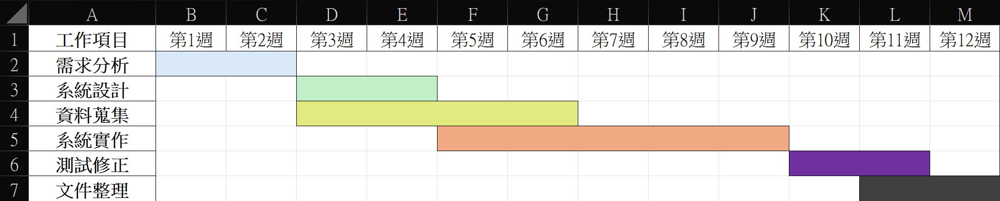 A B C D E F G H I J K L M
1 工作項目 第1週 第2週 第3週 第4週 第5週 第6週 第7週 第8週 第9週 第10週 第11週 第12週
2 需求分析
3 系統設計
4 資料蒐集
5 系統實作
6 測試修正
7 文件整理